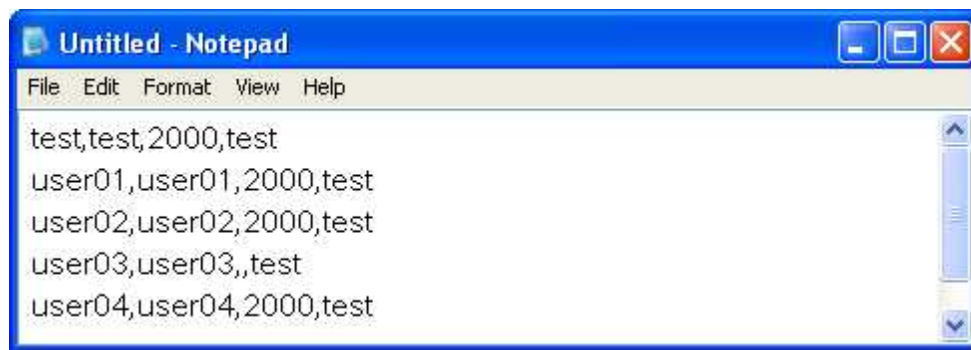 Untitled - Notepad
File Edit Format View Help
test,test,2000,test
user01,user01,2000,test
user02,user02,2000,test
user03,user03,,test
user04,user04,2000,test